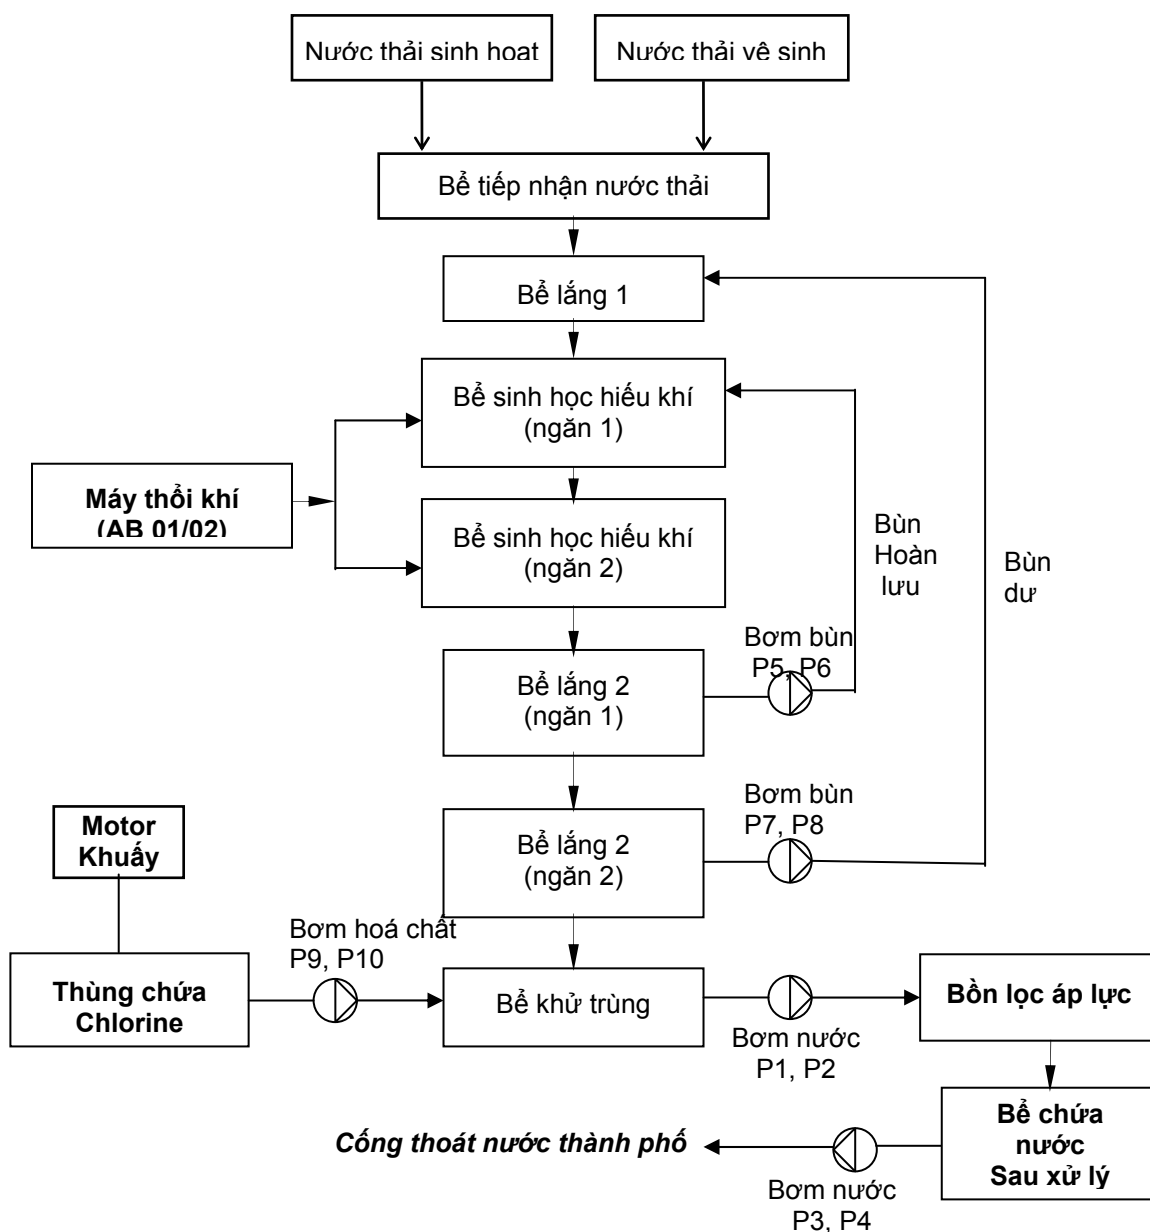 Nước thải sinh hoạt
Nước thải vệ sinh
Bể tiếp nhận nước thải
Bể lắng 1
Bể sinh học hiếu khí
(ngăn 1)
Máy thổi khí
(AB 01/02)
Bể sinh học hiếu khí
(ngăn 2)
Bùn
Hoàn
lưu
Bùn
dư
Bơm bùn
P5, P6
Bể lắng 2
(ngăn 1)
Bơm bùn
P7, P8
Bể lắng 2
(ngăn 2)
Motor
Khuấy
Bơm hoá chất
P9, P10
Thùng chứa
Chlorine
Bể khử trùng
Bồn lọc áp lực
Bơm nước
P1, P2
Cống thoát nước thành phố
Bể chứa
nước
Sau xử lý
Bơm nước
P3, P4